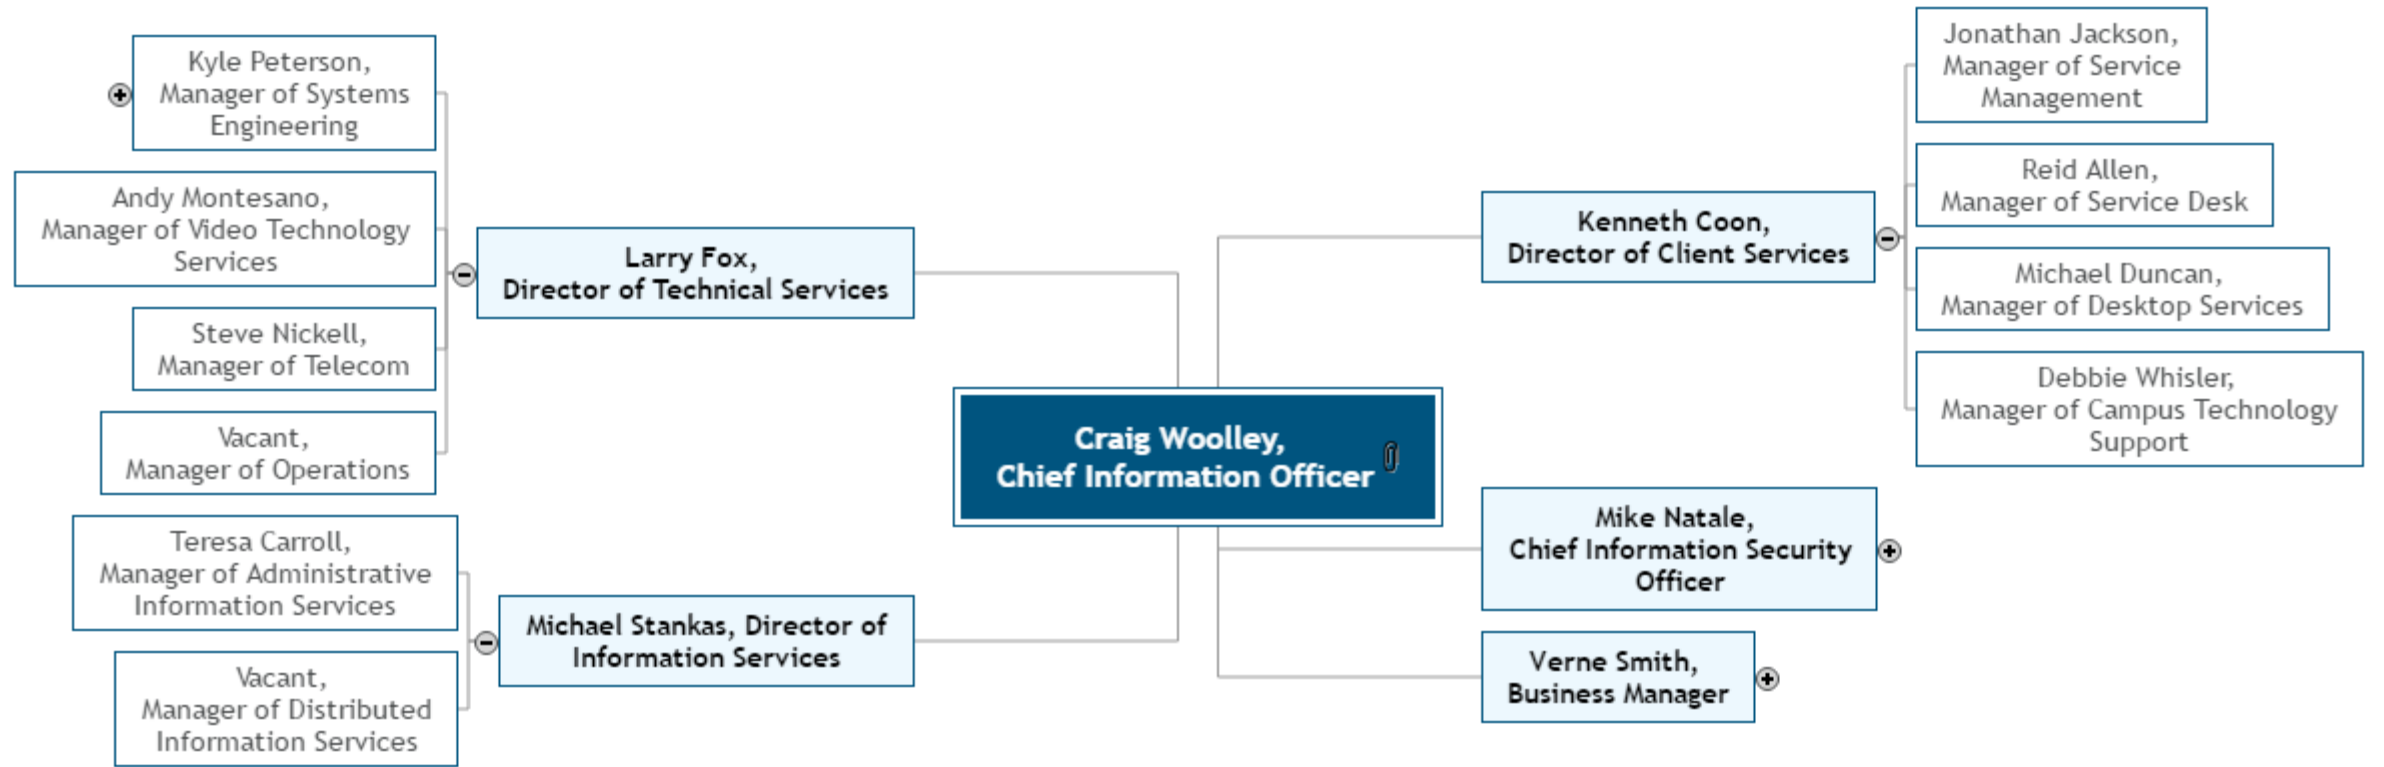 Kyle Peterson,
Manager of Systems
Engineering
Andy Montesano,
Manager of Video Technology
Services
Steve Nickell,
Manager of Telecom
Vacant,
Manager of Operations
Larry Fox,
Director of Technical Services
Teresa Carroll,
Manager of Administrative
Information Services
Vacant,
Manager of Distributed
Information Services
Michael Stankas, Director of
Information Services
Craig Woolley,
Chief Information Officer
Kenneth Coon,
Director of Client Services
Jonathan Jackson,
Manager of Service
Management
Reid Allen,
Manager of Service Desk
Michael Duncan,
Manager of Desktop Services
Debbie Whisler,
Manager of Campus Technology
Support
Mike Natale,
Chief Information Security
Officer
Verne Smith,
Business Manager